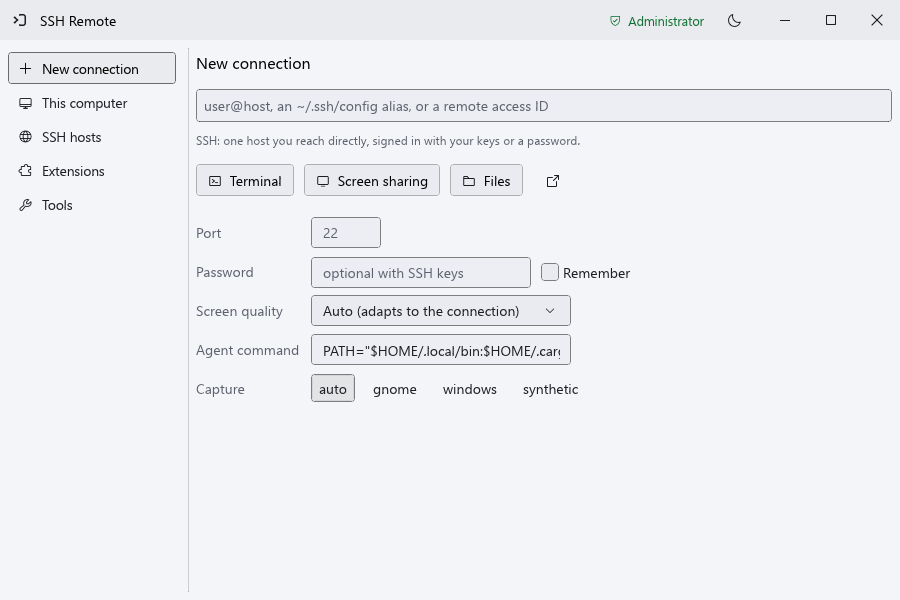 SSH Remote
Administrator
New connection
This computer
SSH hosts
Extensions
Tools
New connection
user@host, an ~/.ssh/config alias, or a remote access ID
SSH: one host you reach directly, signed in with your keys or a password.
Terminal
Screen sharing
Files
Port
22
Password
optional with SSH keys
Remember
Screen quality
Auto (adapts to the connection)
Agent command
PATH="$HOME/.local/bin:$HOME/.carg
Capture
auto
gnome
windows
synthetic